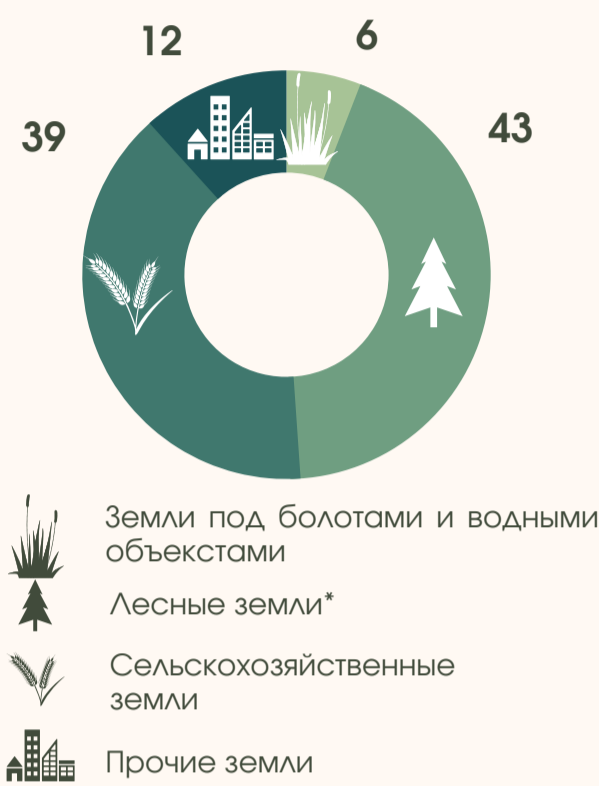 12
6
39
43
Земли под болотами и водными
объекстами
Лесные земли*
Сельскохозяйственные
земли
Прочие земли